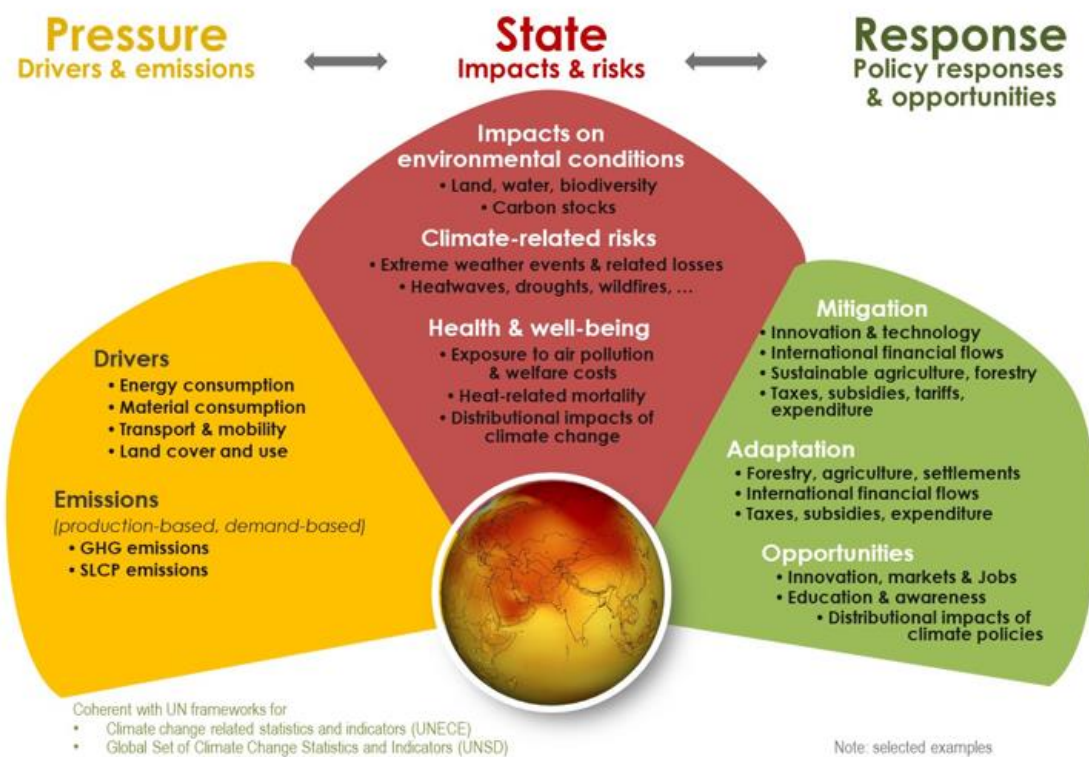 Pressure
Drivers & emissions
State
Impacts & risks
Response
Policy responses
& opportunities
Impacts on
environmental conditions
• Land, water, biodiversity
• Carbon stocks
Climate-related risks
• Extreme weather events & related losses
• Heatwaves, droughts, wildfires, ...
Health & well-being
• Exposure to air pollution
& welfare costs
• Heat-related mortality
• Distributional impacts of
climate change
Drivers
• Energy consumption
• Material consumption
• Transport & mobility
• Land cover and use
Emissions
(production-based, demand-based)
• GHG emissions
• SLCP emissions
Mitigation
• Innovation & technology
• International financial flows
• Sustainable agriculture, forestry
• Taxes, subsidies, tariffs,
expenditure
Adaptation
• Forestry, agriculture, settlements
• International financial flows
• Taxes, subsidies, expenditure
Opportunities
• Innovation, markets & Jobs
• Education & awareness
• Distributional impacts of
climate policies
Coherent with UN frameworks for
• Climate change related statistics and indicators (UNECE)
• Global Set of Climate Change Statistics and Indicators (UNSD)
Note: selected examples